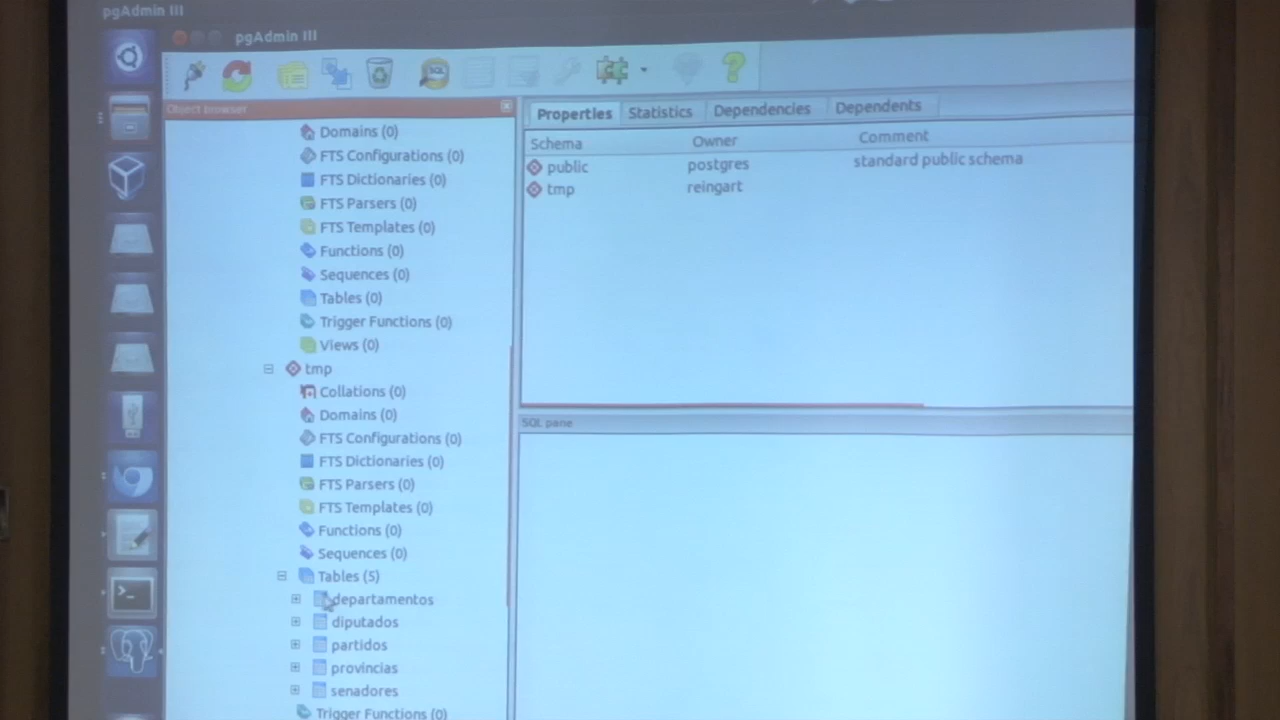 pgAdmin III
pgAdmin III
SQL
Object browser
Domains (0)
FTS Configurations (0)
FTS Dictionaries (0)
FTS Parsers (0)
FTS Templates (0)
Functions (0)
Sequences (0)
Tables (0)
Trigger Functions (0)
Views (0)
tmp
Collations (0)
Domains (0)
FTS Configurations (0)
FTS Dictionaries (0)
FTS Parsers (0)
FTS Templates (0)
Functions (0)
Sequences (0)
Tables (5)
departamentos
diputados
partidos
provincias
senadores
Trigger Functions (0)
Properties Statistics Dependencies Dependents
Schema Owner Comment
public postgres standard public schema
tmp reingart
SQL pane